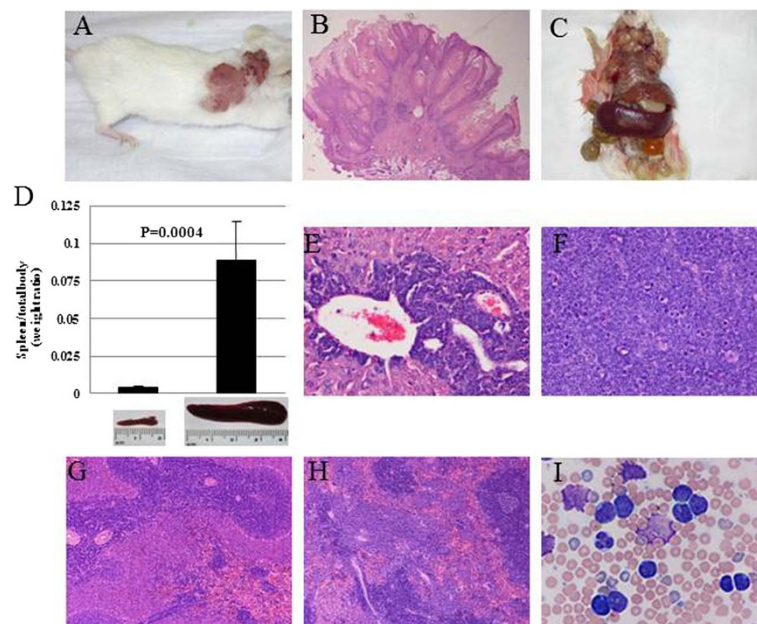 A
B
C
D
0.125
P=0.0004
0.1
0.075
0.05
0.025
0
Spleen/totalbody
(weight ratio)
E
F
G
H
I